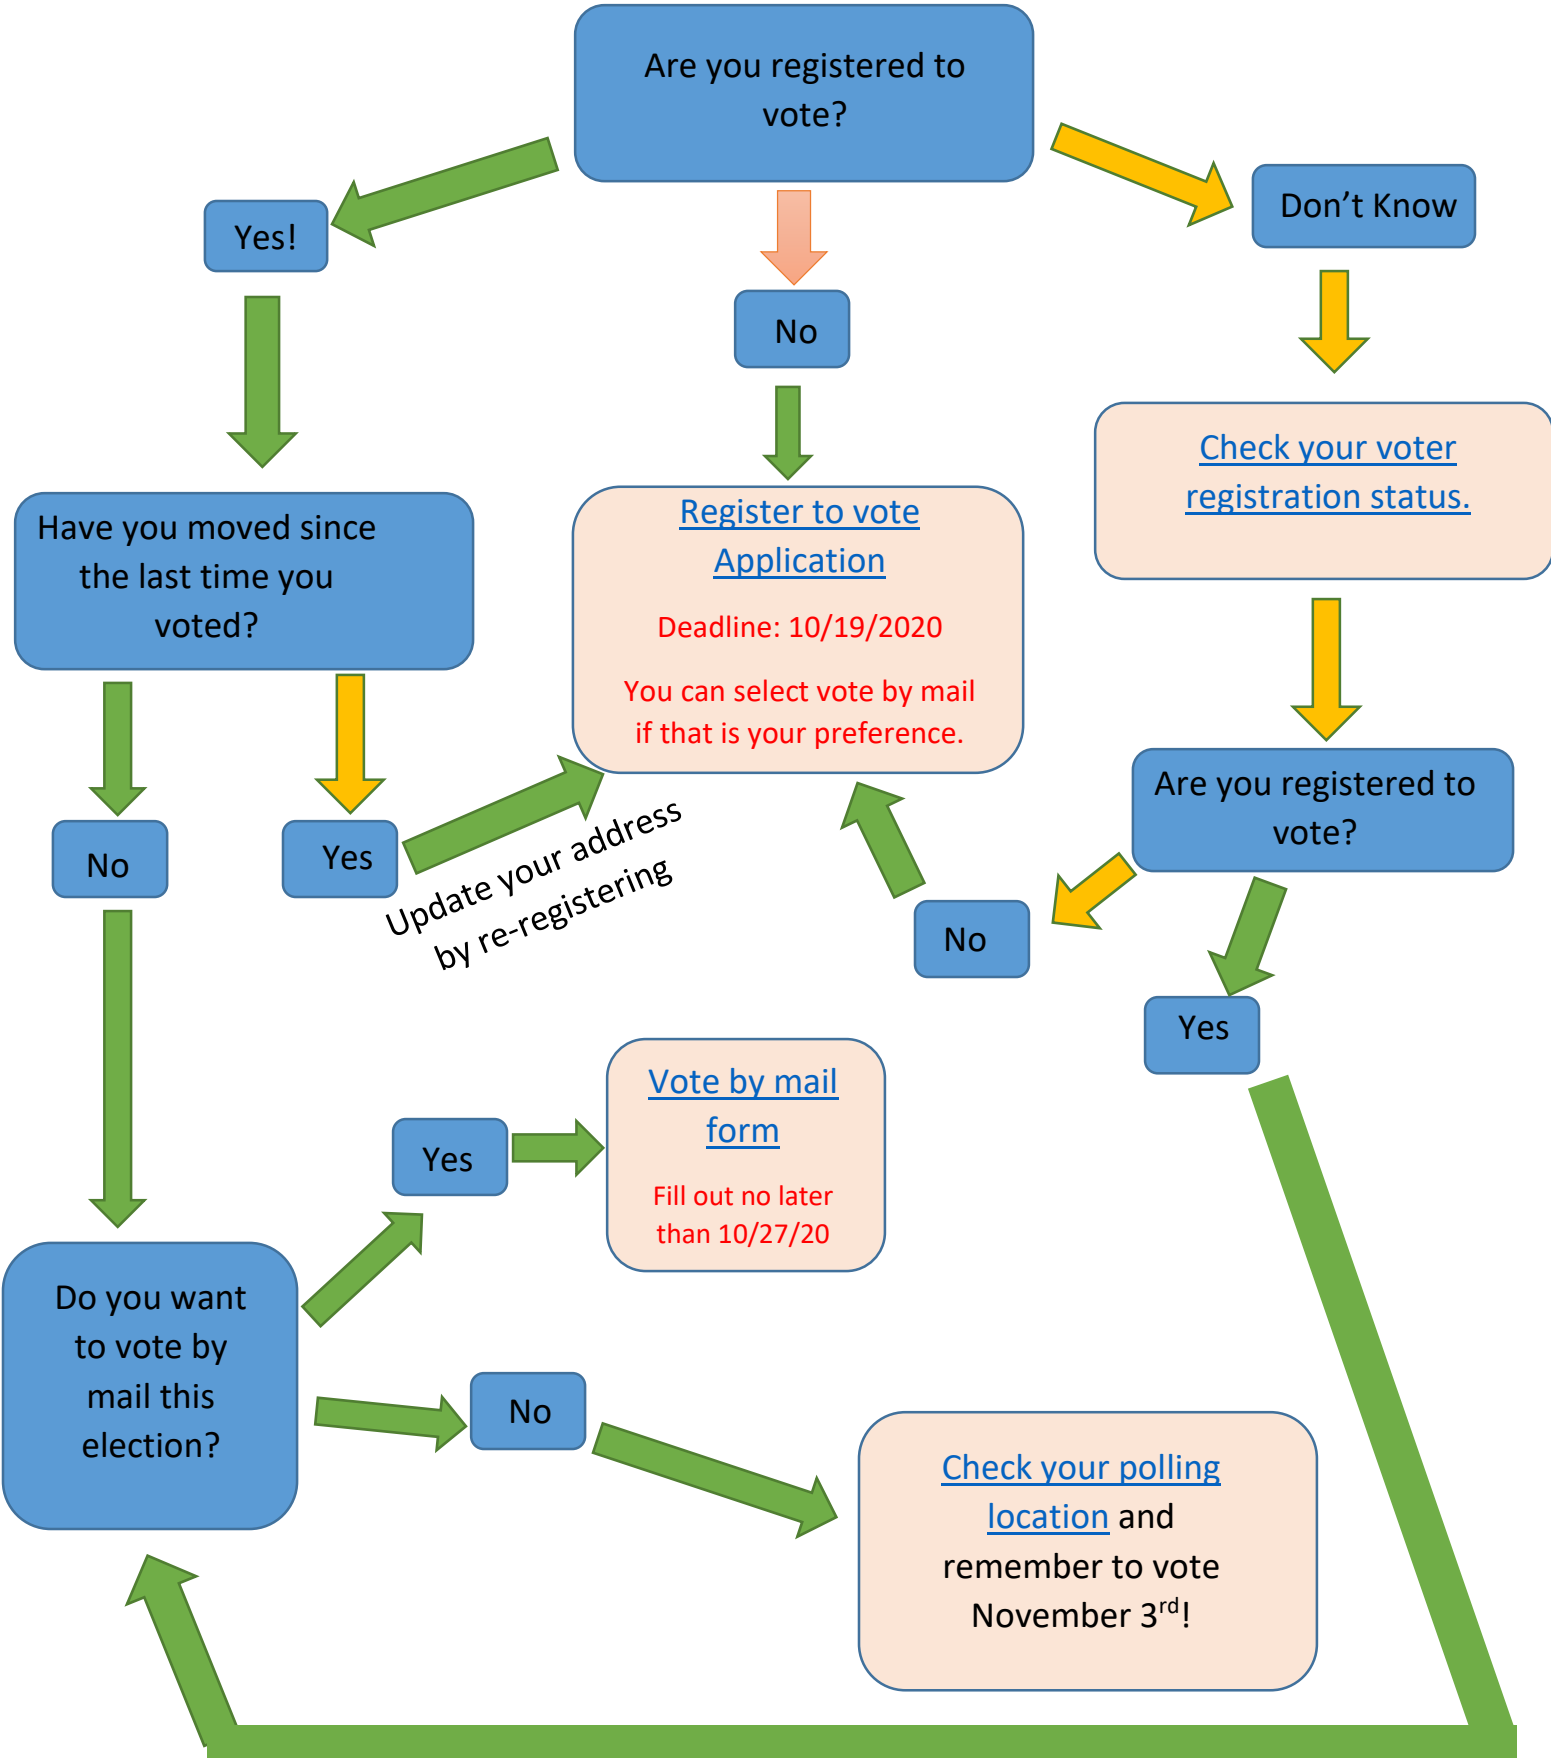 Are you registered to
vote?
Yes!
No
Don’t Know
Have you moved since
the last time you
voted?
Register to vote
Application
Deadline: 10/19/2020
You can select vote by mail
if that is your preference.
Check your voter
registration status.
Are you registered to
vote?
No
Yes
Update your address
by re-registering
No
Yes
Yes
Vote by mail
form
Fill out no later
than 10/27/20
Do you want
to vote by
mail this
election?
No
Check your polling
location and
remember to vote
November 3rd!